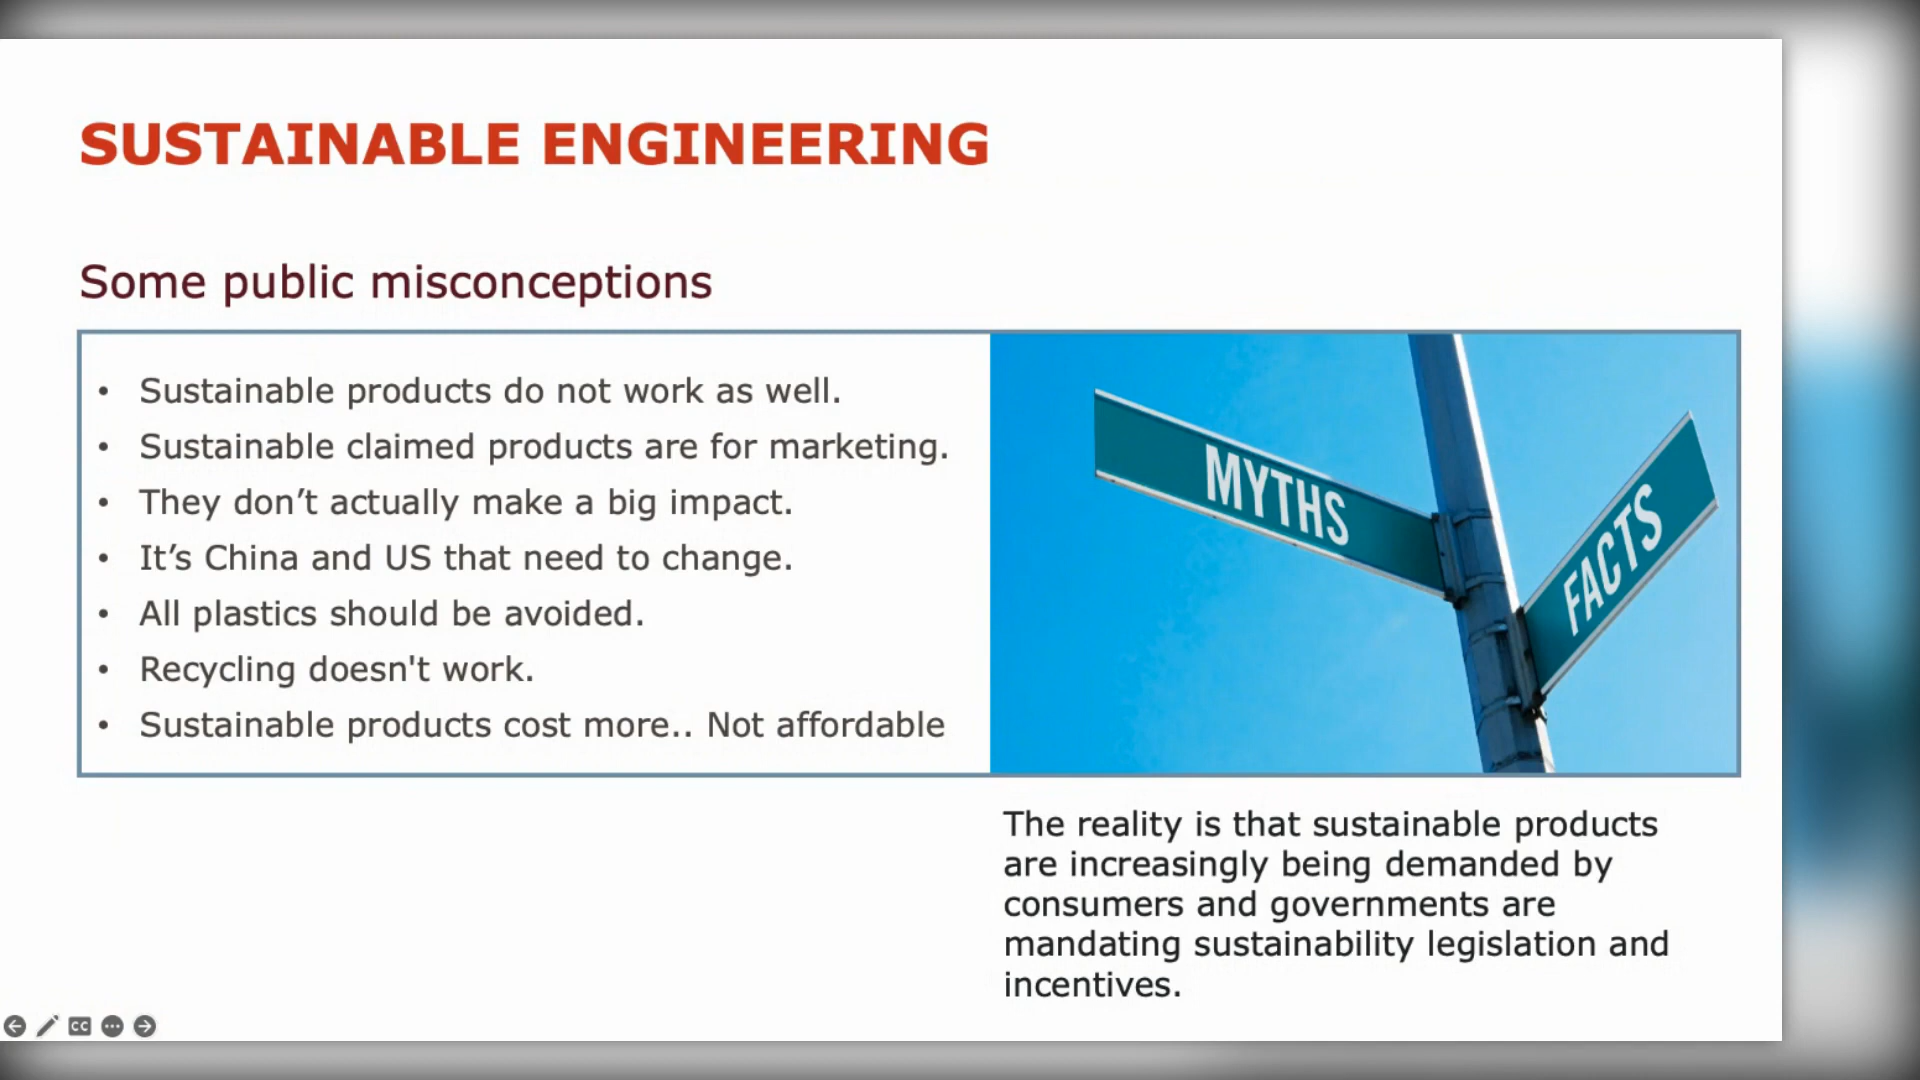 SUSTAINABLE ENGINEERING
Some public misconceptions
• Sustainable products do not work as well.
• Sustainable claimed products are for marketing.
• They don’t actually make a big impact.
• It’s China and US that need to change.
• All plastics should be avoided.
• Recycling doesn't work.
• Sustainable products cost more.. Not affordable
MYTHS
FACTS
The reality is that sustainable products
are increasingly being demanded by
consumers and governments are
mandating sustainability legislation and
incentives.
CC